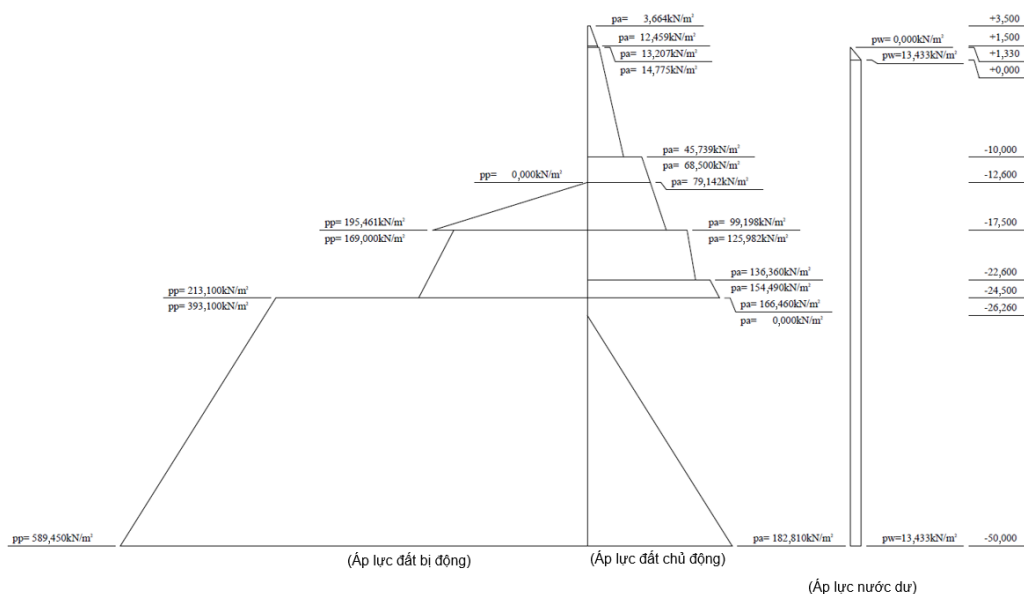 pa= 3,664kN/m²
+3,500
pa= 12,459kN/m²
pw= 0,000kN/m²
+1,500
pa= 13,207kN/m²
pw=13,433kN/m²
+1,330
pa= 14,775kN/m²
+0,000
pa= 45,739kN/m²
-10,000
pa= 68,500kN/m²
pp= 0,000kN/m²
pa= 79,142kN/m²
-12,600
pp= 195,461kN/m²
pa= 99,198kN/m²
-17,500
pp= 169,000kN/m²
pa= 125,982kN/m²
pa= 136,360kN/m²
-22,600
pp= 213,100kN/m²
pa= 154,490kN/m²
-24,500
pp= 393,100kN/m²
pa= 166,460kN/m²
-26,260
pa= 0,000kN/m²
pp= 589,450kN/m²
pa= 182,810kN/m²
pw=13,433kN/m²
-50,000
(Áp lực đất bị động)
(Áp lực đất chủ động)
(Áp lực nước dư)